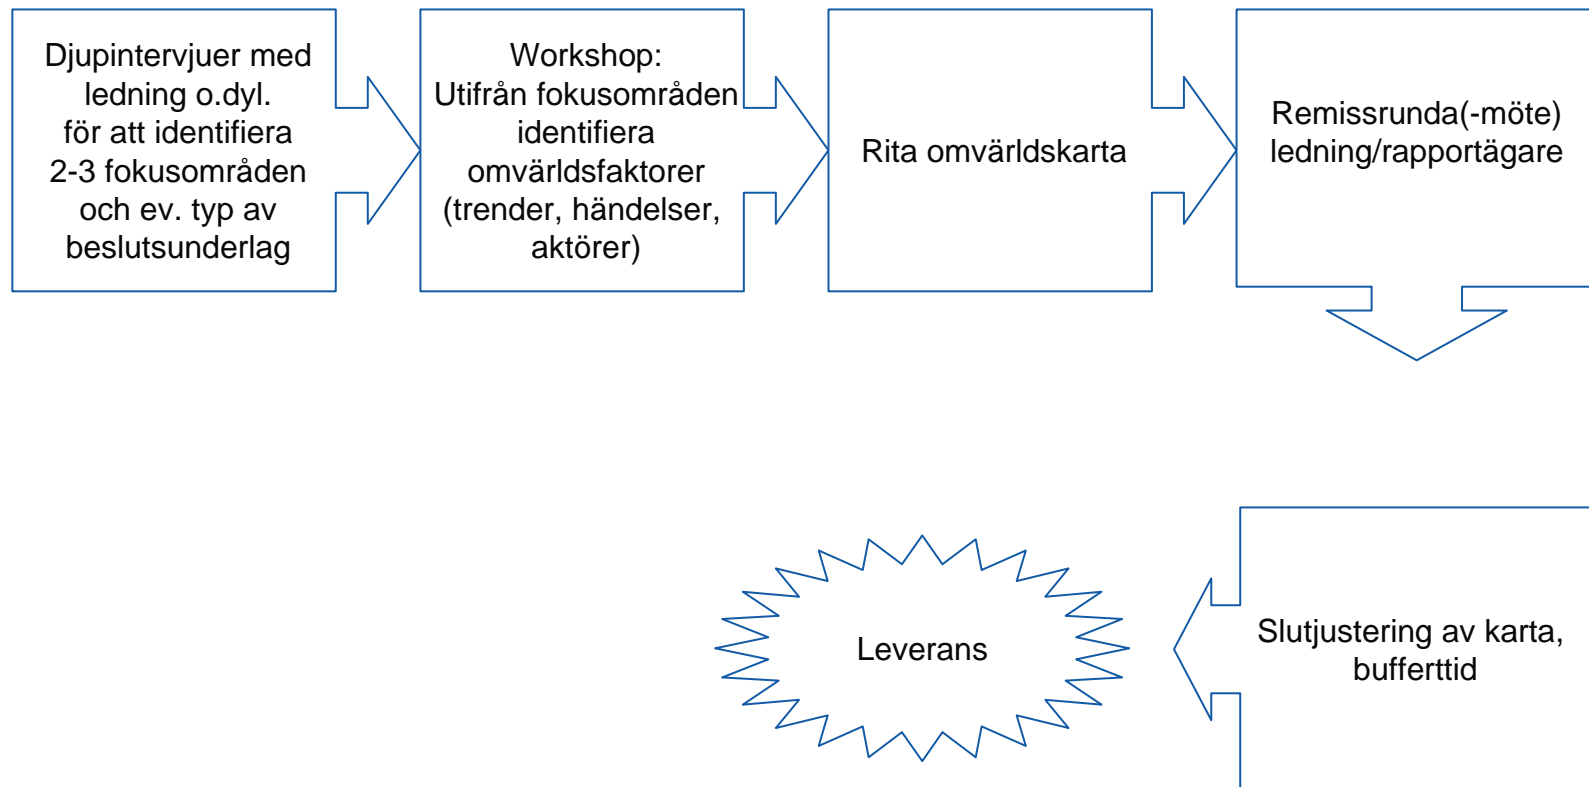 Djupintervjuer med
ledning o.dyl.
för att identifiera
2-3 fokusområden
och ev. typ av
beslutsunderlag
Workshop:
Utifrån fokusområden
identifiera
omvärldsfaktorer
(trender, händelser,
aktörer)
Rita omvärldskarta
Remissrunda(-möte)
ledning/rapportägare
Slutjustering av karta,
bufferttid
Leverans